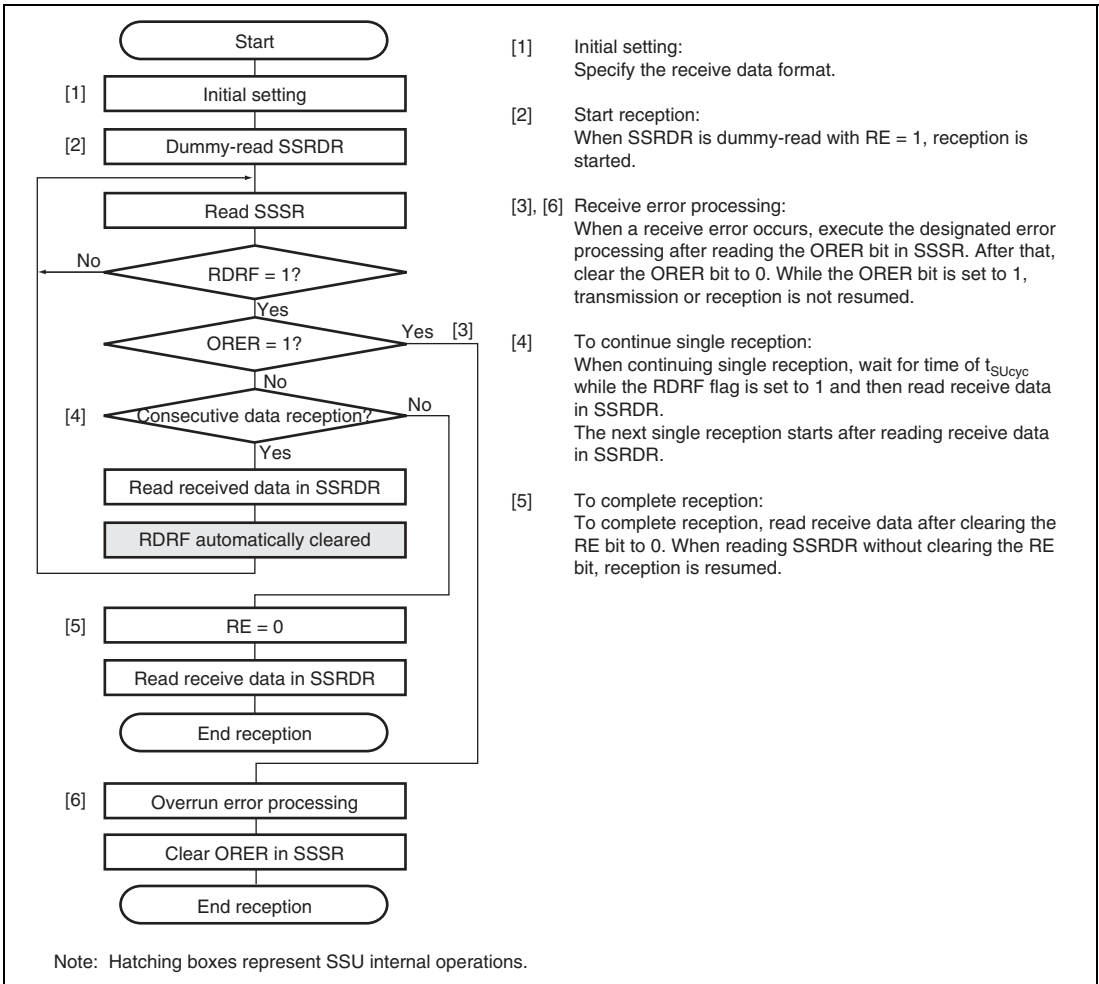 Start
[1] Initial setting
[2] Dummy-read SSRDR
Read SSSR
No
RDRF = 1?
Yes
ORER = 1?
Yes [3]
No
[4] Consecutive data reception?
No
Yes
Read received data in SSRDR
RDRF automatically cleared
[5] RE = 0
Read receive data in SSRDR
End reception
[6] Overrun error processing
Clear ORER in SSSR
End reception
[1] Initial setting:
Specify the receive data format.
[2] Start reception:
When SSRDR is dummy-read with RE = 1, reception is
started.
[3], [6] Receive error processing:
When a receive error occurs, execute the designated error
processing after reading the ORER bit in SSSR. After that,
clear the ORER bit to 0. While the ORER bit is set to 1,
transmission or reception is not resumed.
[4] To continue single reception:
When continuing single reception, wait for time of tSUcyc
while the RDRF flag is set to 1 and then read receive data
in SSRDR.
The next single reception starts after reading receive data
in SSRDR.
[5] To complete reception:
To complete reception, read receive data after clearing the
RE bit to 0. When reading SSRDR without clearing the RE
bit, reception is resumed.
Note: Hatching boxes represent SSU internal operations.